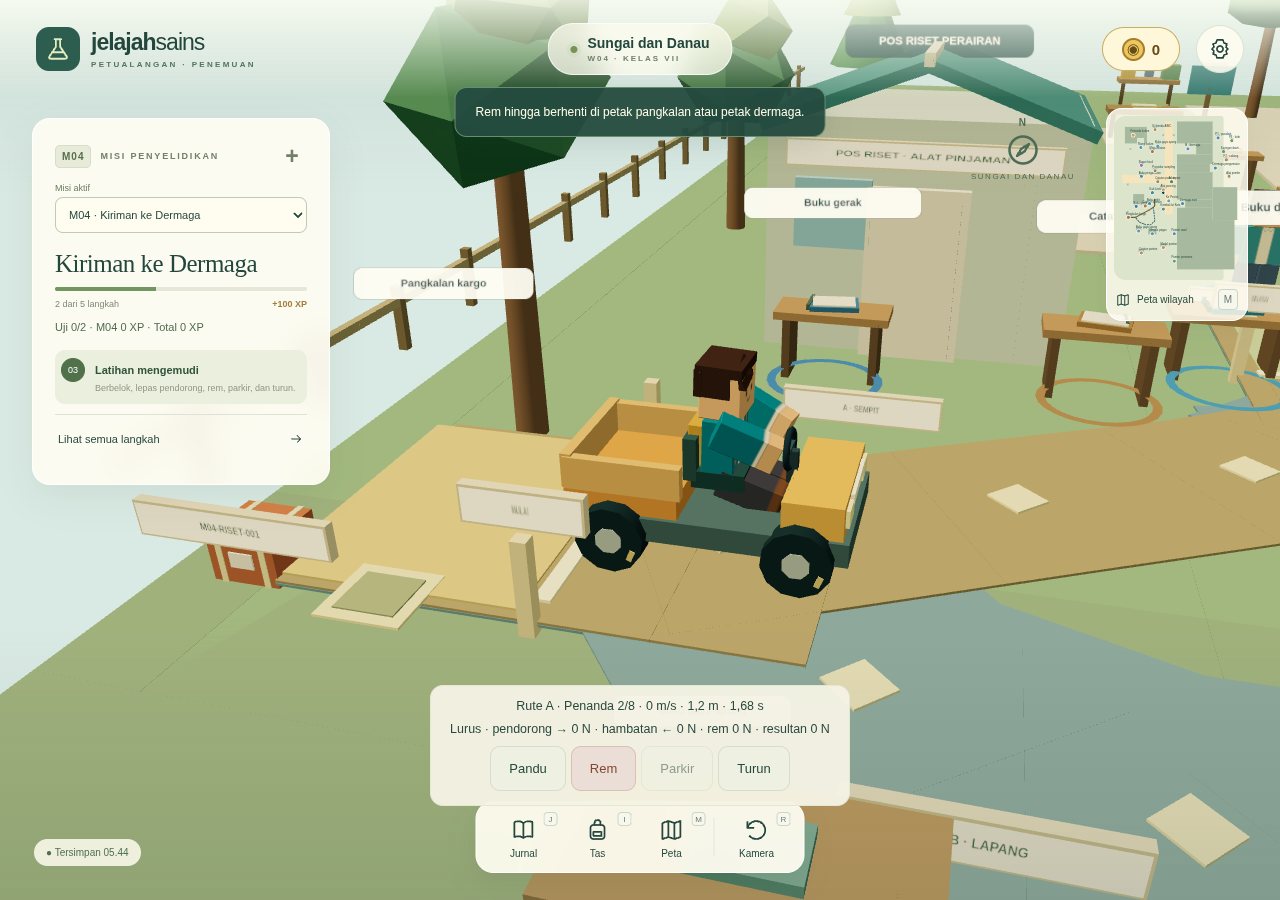 jelajahsains
PETUALANGAN · PENEMUAN
Sungai dan Danau
W04 · KELAS VII
POS RISET PERAIRAN
0
Rem hingga berhenti di petak pangkalan atau petak dermaga.
M04
MISI PENYELIDIKAN
+
Misi aktif
M04 · Kiriman ke Dermaga
Kiriman ke Dermaga
2 dari 5 langkah
+100 XP
Uji 0/2 · M04 0 XP · Total 0 XP
03
Latihan mengemudi
Berbelok, lepas pendorong, rem, parkir, dan turun.
Lihat semua langkah
N
SUNGAI DAN DANAU
POS RISET · ALAT PINJAMAN
Buku gerak
Cata
Buku d
Pangkalan kargo
Peta wilayah
M
A · SEMPIT
M04-RISET-001
Rute A · Penanda 2/8 · 0 m/s · 1,2 m · 1,68 s
Lurus · pendorong → 0 N · hambatan ← 0 N · rem 0 N · resultan 0 N
Pandu
Rem
Parkir
Turun
Jurnal
J
Tas
I
Peta
M
Kamera
R
B · LAPANG
Tersimpan 05.44